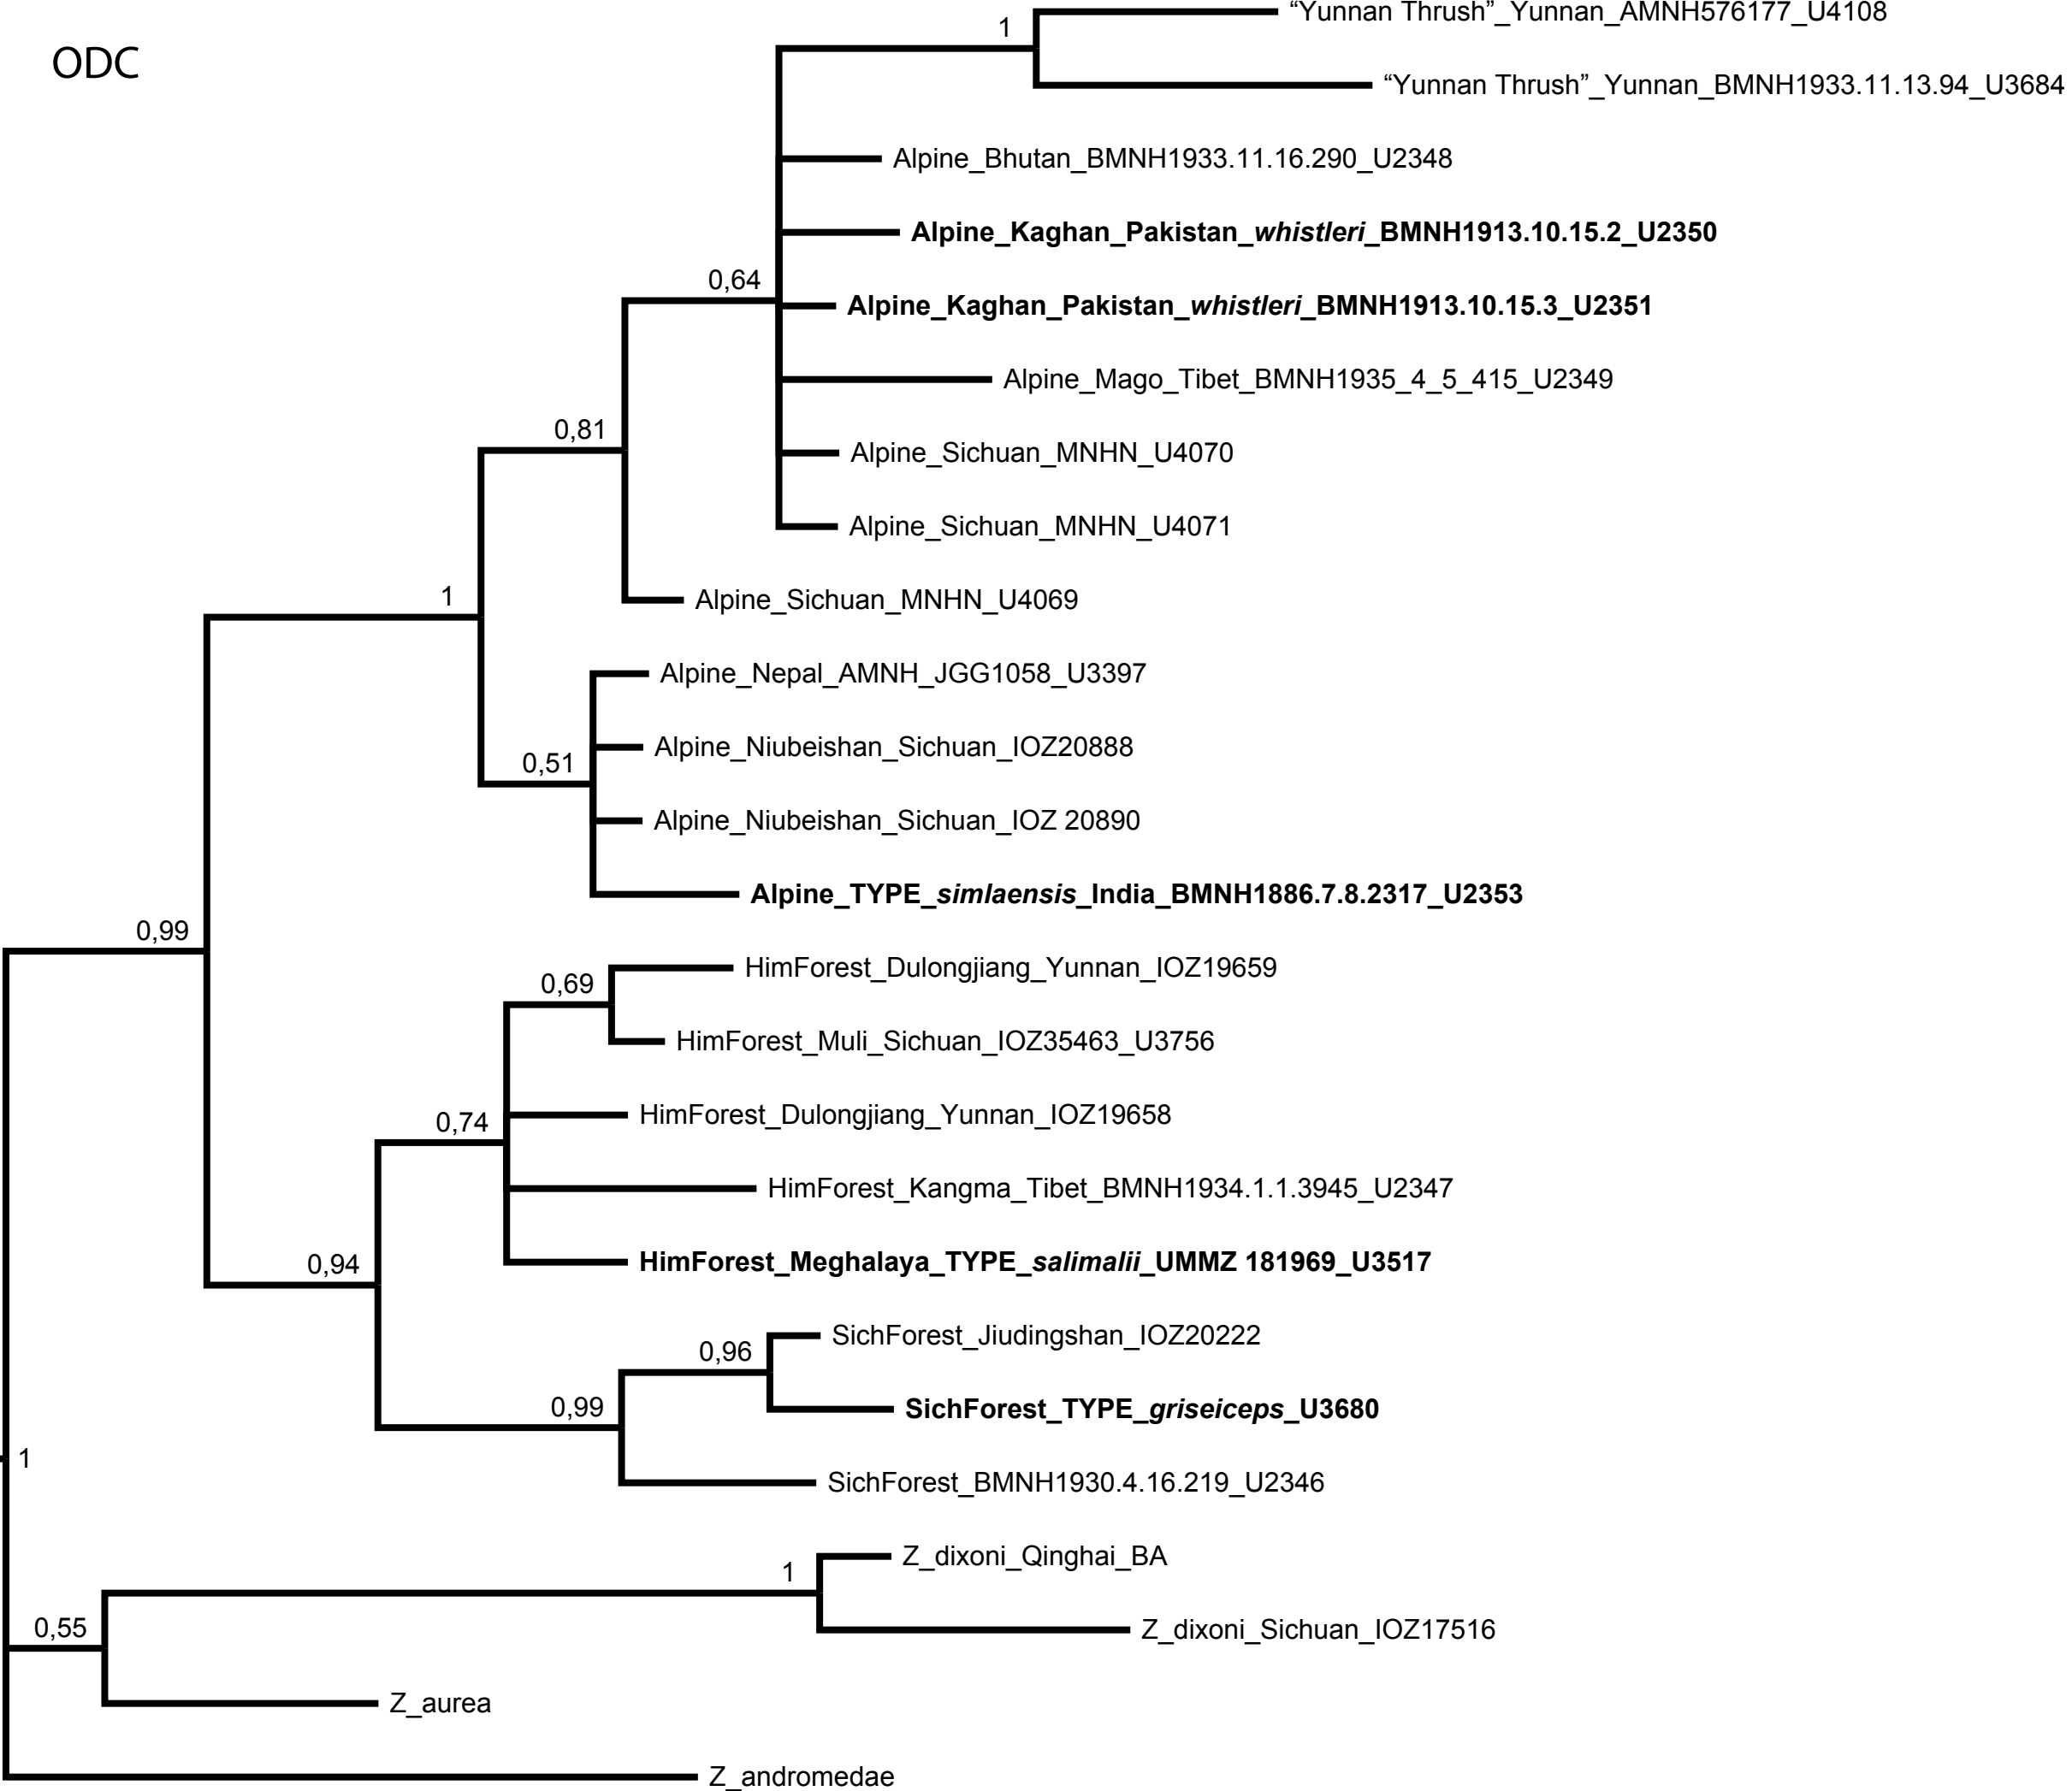 “Yunnan Thrush”_Yunnan_AMNH576177_U4108
1
ODC
“Yunnan Thrush”_Yunnan_BMNH1933.11.13.94_U3684
Alpine_Bhutan_BMNH1933.11.16.290_U2348
Alpine_Kaghan_Pakistan_whistleri_BMNH1913.10.15.2_U2350
0,64
Alpine_Kaghan_Pakistan_whistleri_BMNH1913.10.15.3_U2351
Alpine_Mago_Tibet_BMNH1935_4_5_415_U2349
0,81
Alpine_Sichuan_MNHN_U4070
Alpine_Sichuan_MNHN_U4071
1
Alpine_Sichuan_MNHN_U4069
Alpine_Nepal_AMNH_JGG1058_U3397
Alpine_Niubeishan_Sichuan_IOZ20888
0,51
Alpine_Niubeishan_Sichuan_IOZ 20890
Alpine_TYPE_simlaensis_India_BMNH1886.7.8.2317_U2353
0,99
HimForest_Dulongjiang_Yunnan_IOZ19659
0,69
HimForest_Muli_Sichuan_IOZ35463_U3756
HimForest_Dulongjiang_Yunnan_IOZ19658
0,74
HimForest_Kangma_Tibet_BMNH1934.1.1.3945_U2347
HimForest_Meghalaya_TYPE_salimalii_UMMZ 181969_U3517
0,94
SichForest_Jiudingshan_IOZ20222
0,96
SichForest_TYPE_griseiceps_U3680
0,99
1
SichForest_BMNH1930.4.16.219_U2346
Z_dixoni_Qinghai_BA
1
Z_dixoni_Sichuan_IOZ17516
0,55
Z_aurea
Z_andromedae